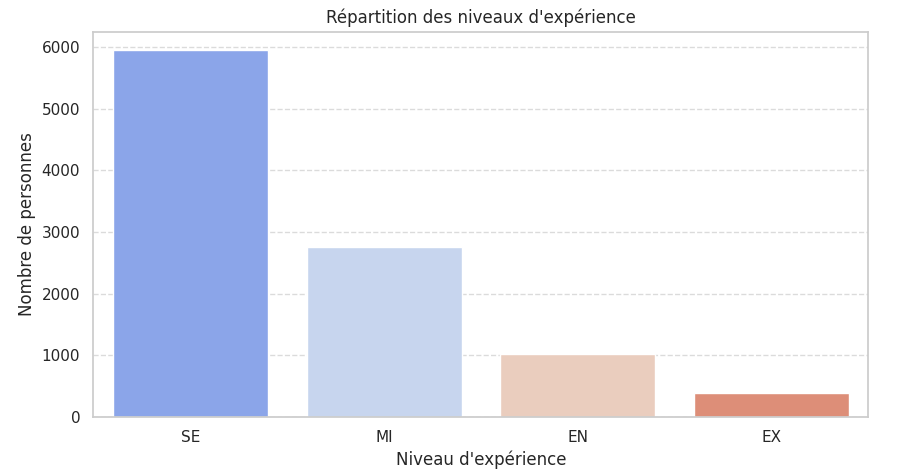 Répartition des niveaux d'expérience
Nombre de personnes
6000
5000
4000
3000
2000
1000
0
SE MI EN EX
Niveau d'expérience